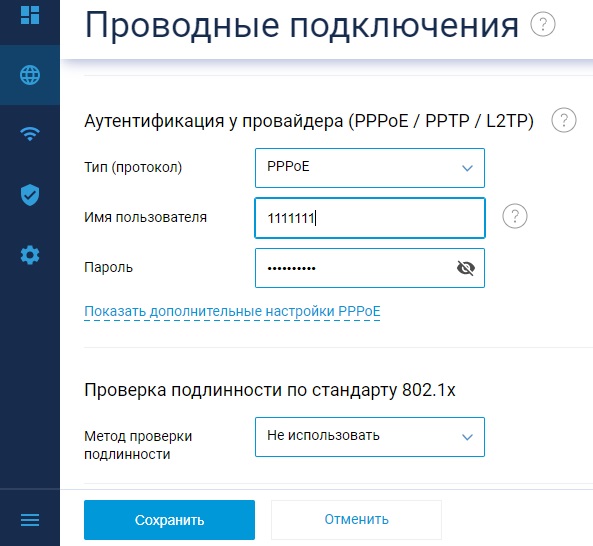 Проводные подключения ?
Аутентификация у провайдера (PPPoE / PPTP / L2TP) ?
Тип (протокол) PPPoE
Имя пользователя 1111111 ?
Пароль ••••••••••
Показать дополнительные настройки PPPoE
Проверка подлинности по стандарту 802.1x
Метод проверки
подлинности
Не использовать
Сохранить Отменить